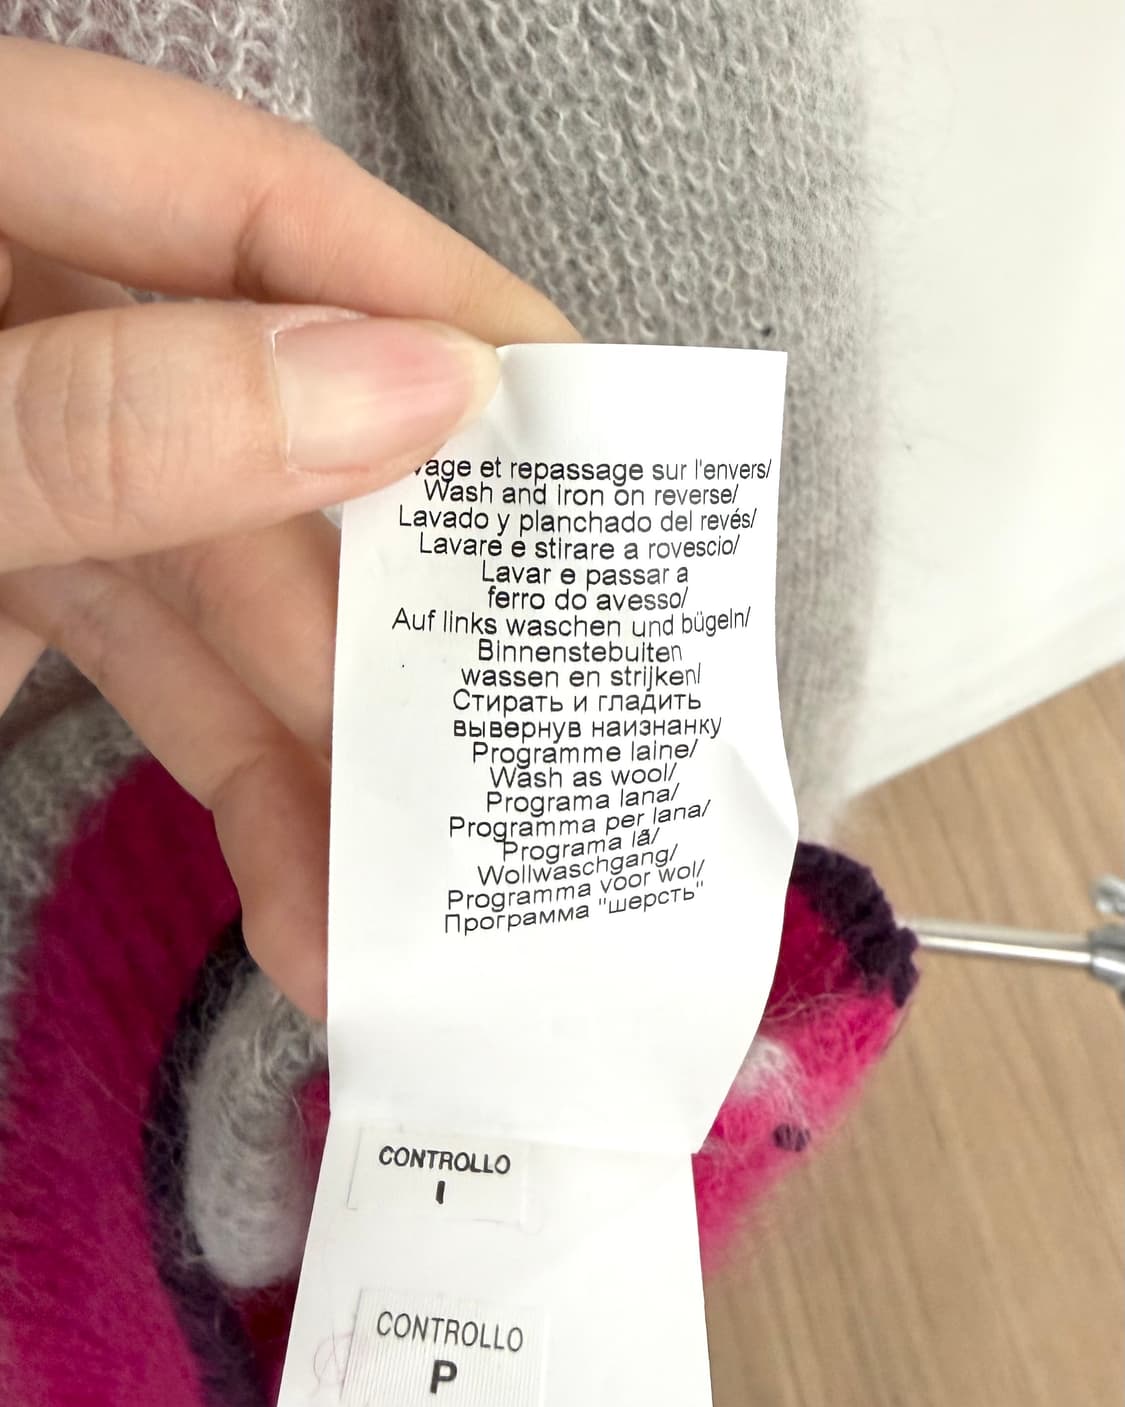 et repassage sur l'envers/
Wash and iron on reverse/
Lavado y planchado del revés/
Lavare e stirare a rovescio/
Lavar e passar a
ferro do avesso/
Auf links waschen und bügeln/
Binnenstebuiten
wassen en strijken/
Стирать и гладить
вывернув наизнанку
Programme laine/
Wash as wool/
Programa lana/
Programma per lana/
Programa lã/
Wollwaschgang/
Programma voor wol/
Программа "шерсть"
CONTROLLO
I
CONTROLLO
P